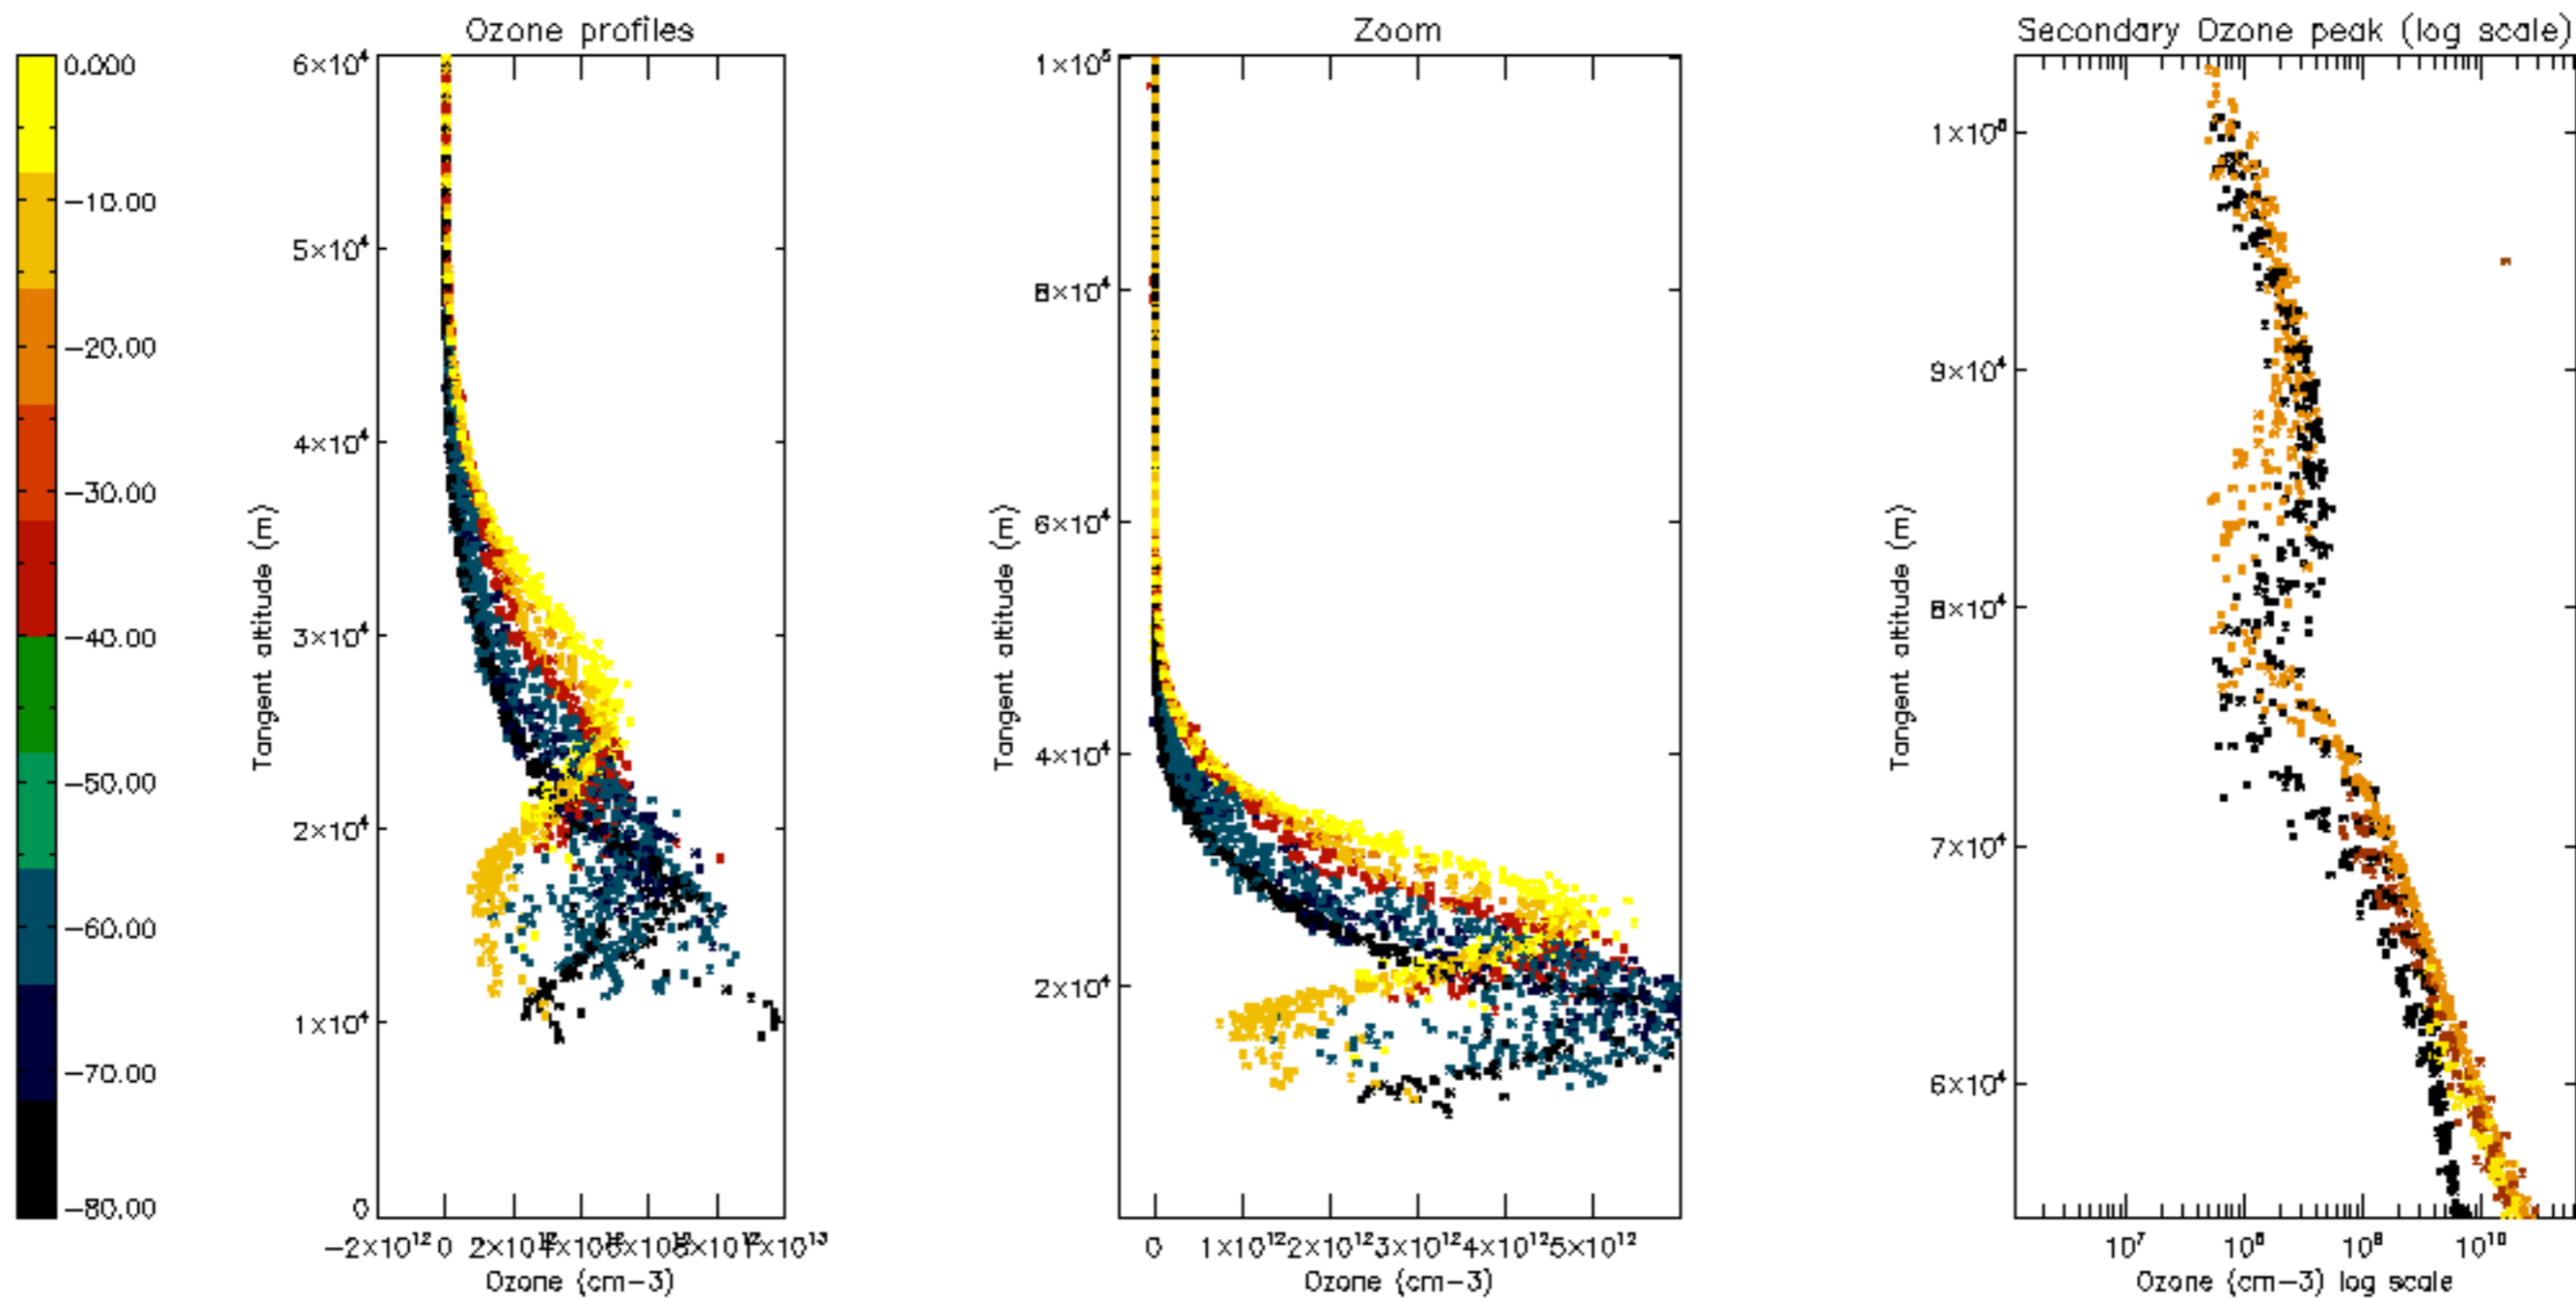 Ozone profiles
Zoom
Secondary Ozone peak (log scale)
0.000
−10.00
−20.00
−30.00
−40.00
−50.00
−60.00
−70.00
−80.00
6×10⁴
5×10⁴
4×10⁴
3×10⁴
2×10⁴
1×10⁴
0
Tangent altitude (m)
−2×10¹² 0
Ozone (cm−3)
1×10⁵
8×10⁴
6×10⁴
4×10⁴
2×10⁴
Tangent altitude (m)
0 1×10¹² 2×10¹² 3×10¹² 4×10¹² 5×10¹²
Ozone (cm−3)
9×10⁴
8×10⁴
7×10⁴
6×10⁴
Tangent altitude (m)
10⁷ 10⁸ 10⁹ 10¹⁰
Ozone (cm−3) log scale